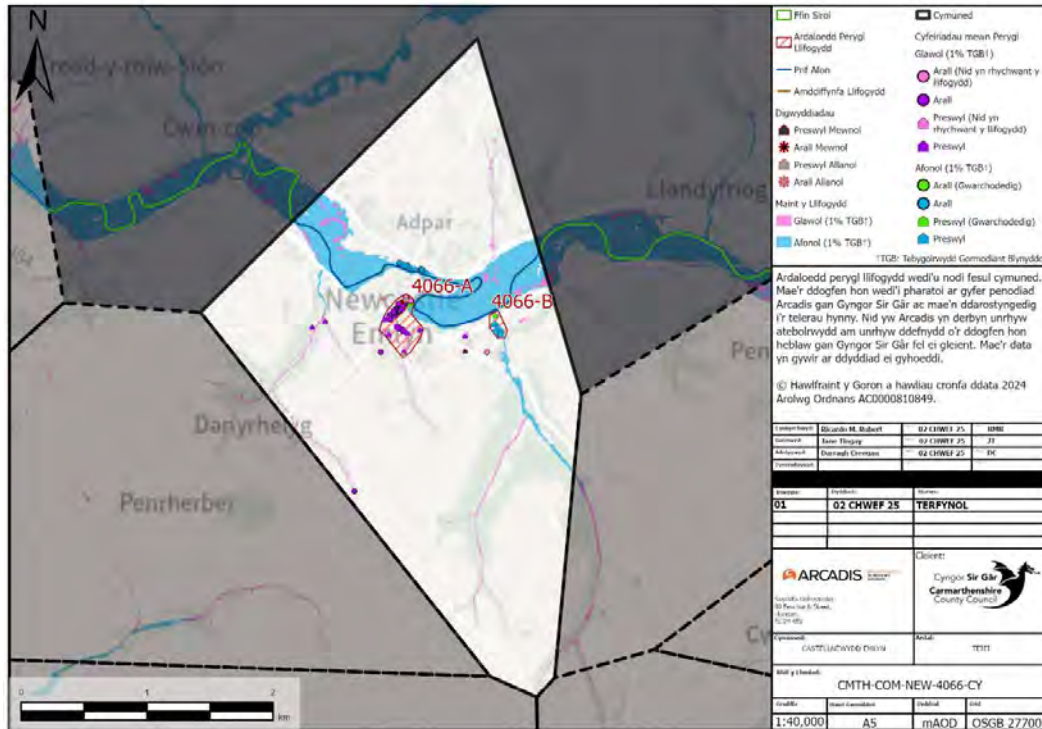 N
Cwm-cou
Llandyfriog
Adpar
4066-A
4066-B
Newcastle
Emlyn
Pen
Danyrhelyg
Penrherber
0 1 2
km
Ffin Sirol
Ardaloedd Perygl
Llifogydd
Prif Afon
Amddiffynfa Llifogydd
Digwyddiadau
Preswyl Mewnol
Arall Mewnol
Preswyl Allanol
Arall Allanol
Maint y Llifogydd
Glawol (1% TGB†)
Afonol (1% TGB†)
Cymuned
Cyfeiriadau mewn Perygl
Glawol (1% TGB†)
Arall (Nid yn rhychwant y
llifogydd)
Arall
Preswyl (Nid yn
rhychwant y llifogydd)
Preswyl
Afonol (1% TGB†)
Arall (Gwarchodedig)
Arall
Preswyl (Gwarchodedig)
Preswyl
†TGB: Tebygolrwydd Gormodiant Blynyddol
Ardaloedd perygl llifogydd wedi'u nodi fesul cymuned.
Mae'r ddogfen hon wedi'i pharatoi ar gyfer penodiad
Arcadis gan Gyngor Sir Gâr ac mae'n ddarostyngedig
i'r telerau hynny. Nid yw Arcadis yn derbyn unrhyw
atebolrwydd am unrhyw ddefnydd o'r ddogfen hon
heblaw gan Gyngor Sir Gâr fel ei gleient. Mae'r data
yn gywir ar ddyddiad ei gyhoeddi.
© Hawlfraint y Goron a hawliau cronfa ddata 2024
Arolwg Ordnans AC0000810849.
Ricardo M. Robert 02 CHWEF 25 RMR
Jane Tingay 02 CHWEF 25 JT
02 CHWEF 25 DC
01 02 CHWEF 25 TERFYNOL
ARCADIS
Cleient:
Cyngor Sir Gâr
Carmarthenshire
County Council
CASTELLNEWYDD EMLYN TEIFI
CMTH-COM-NEW-4066-CY
1:40,000 A5 mAOD OSGB 27700